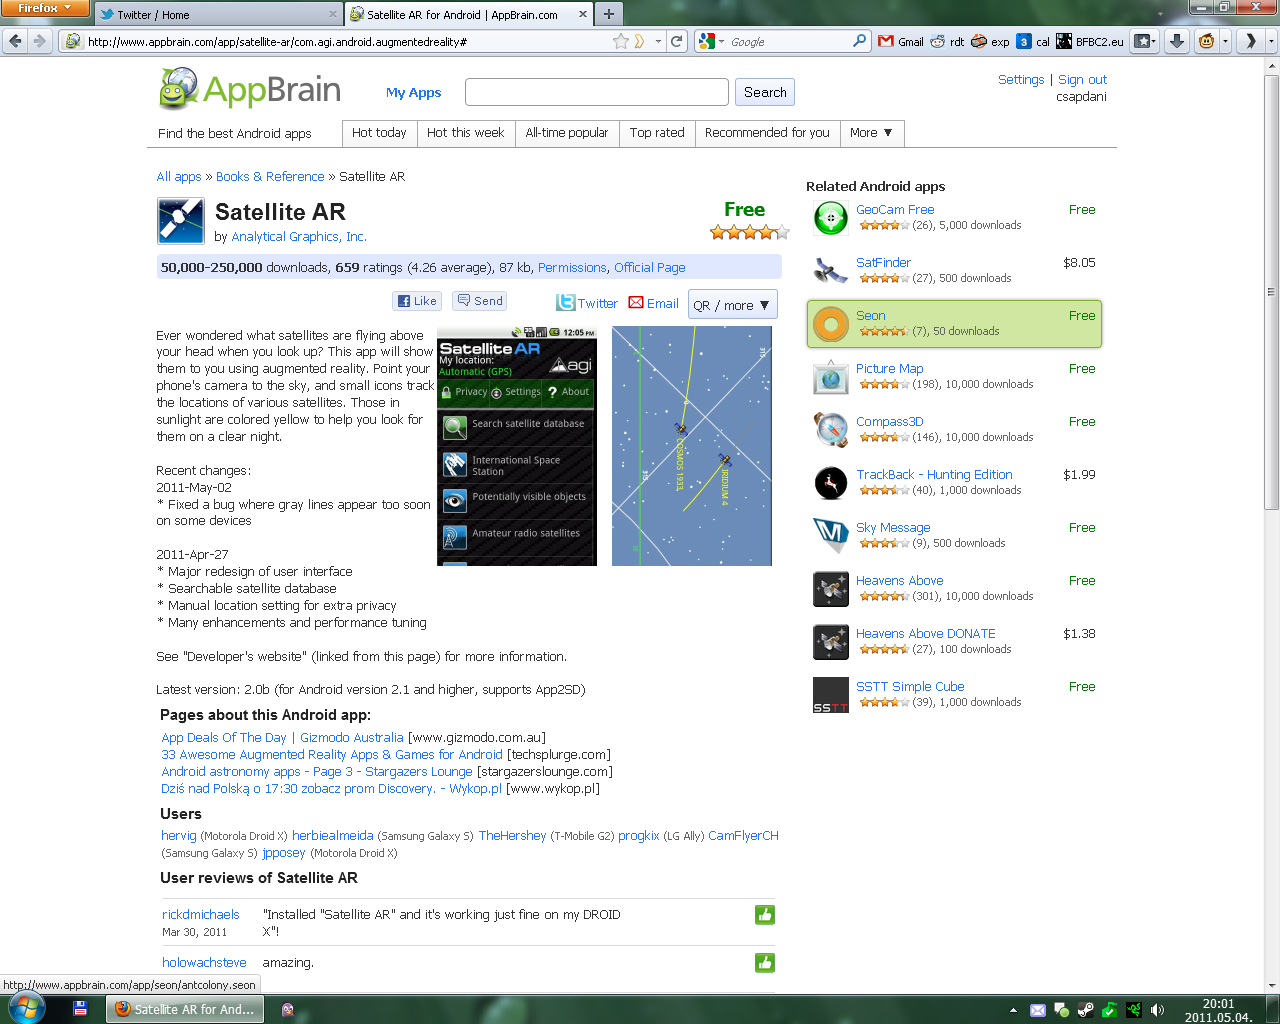 Firefox
Twitter / Home
Satellite AR for Android | AppBrain.com
http://www.appbrain.com/app/satellite-ar/com.agi.android.augmentedreality#
Google
Gmail
rdt
exp
3 cal
BFBC2.eu
AppBrain
My Apps
Search
Settings | Sign out
csapdani
Find the best Android apps
Hot today
Hot this week
All-time popular
Top rated
Recommended for you
More ▼
All apps » Books & Reference » Satellite AR
Satellite AR
by Analytical Graphics, Inc.
Free
50,000-250,000 downloads, 659 ratings (4.26 average), 87 kb, Permissions, Official Page
Like
Send
Twitter
Email
QR / more ▼
Ever wondered what satellites are flying above
your head when you look up? This app will show
them to you using augmented reality. Point your
phone's camera to the sky, and small icons track
the locations of various satellites. Those in
sunlight are colored yellow to help you look for
them on a clear night.
Recent changes:
2011-May-02
* Fixed a bug where gray lines appear too soon
on some devices
2011-Apr-27
* Major redesign of user interface
* Searchable satellite database
* Manual location setting for extra privacy
* Many enhancements and performance tuning
See "Developer's website" (linked from this page) for more information.
Latest version: 2.0b (for Android version 2.1 and higher, supports App2SD)
12:05 PM
Satellite AR
My location:
Automatic (GPS)
agi
Privacy
Settings
? About
Search satellite database
International Space
Station
Potentially visible objects
Amateur radio satellites
315
COSMOS 1933
IRIDIUM 4
315
Pages about this Android app:
App Deals Of The Day | Gizmodo Australia [www.gizmodo.com.au]
33 Awesome Augmented Reality Apps & Games for Android [techsplurge.com]
Android astronomy apps - Page 3 - Stargazers Lounge [stargazerslounge.com]
Dziś nad Polską o 17:30 zobacz prom Discovery. - Wykop.pl [www.wykop.pl]
Users
hervig (Motorola Droid X) herbiealmeida (Samsung Galaxy S) TheHershey (T-Mobile G2) progkix (LG Ally) CamFlyerCH
(Samsung Galaxy S) jpposey (Motorola Droid X)
User reviews of Satellite AR
rickdmichaels
Mar 30, 2011
"Installed "Satellite AR" and it's working just fine on my DROID
X"!
holowachsteve
amazing.
Related Android apps
GeoCam Free
Free
(26), 5,000 downloads
SatFinder
$8.05
(27), 500 downloads
Seon
Free
(7), 50 downloads
Picture Map
Free
(198), 10,000 downloads
Compass3D
Free
(146), 10,000 downloads
TrackBack - Hunting Edition
$1.99
(40), 1,000 downloads
Sky Message
Free
(9), 500 downloads
Heavens Above
Free
(301), 10,000 downloads
Heavens Above DONATE
$1.38
(27), 100 downloads
SSTT
SSTT Simple Cube
Free
(39), 1,000 downloads
http://www.appbrain.com/app/seon/antcolony.seon
Satellite AR for And...
20:01
2011.05.04.